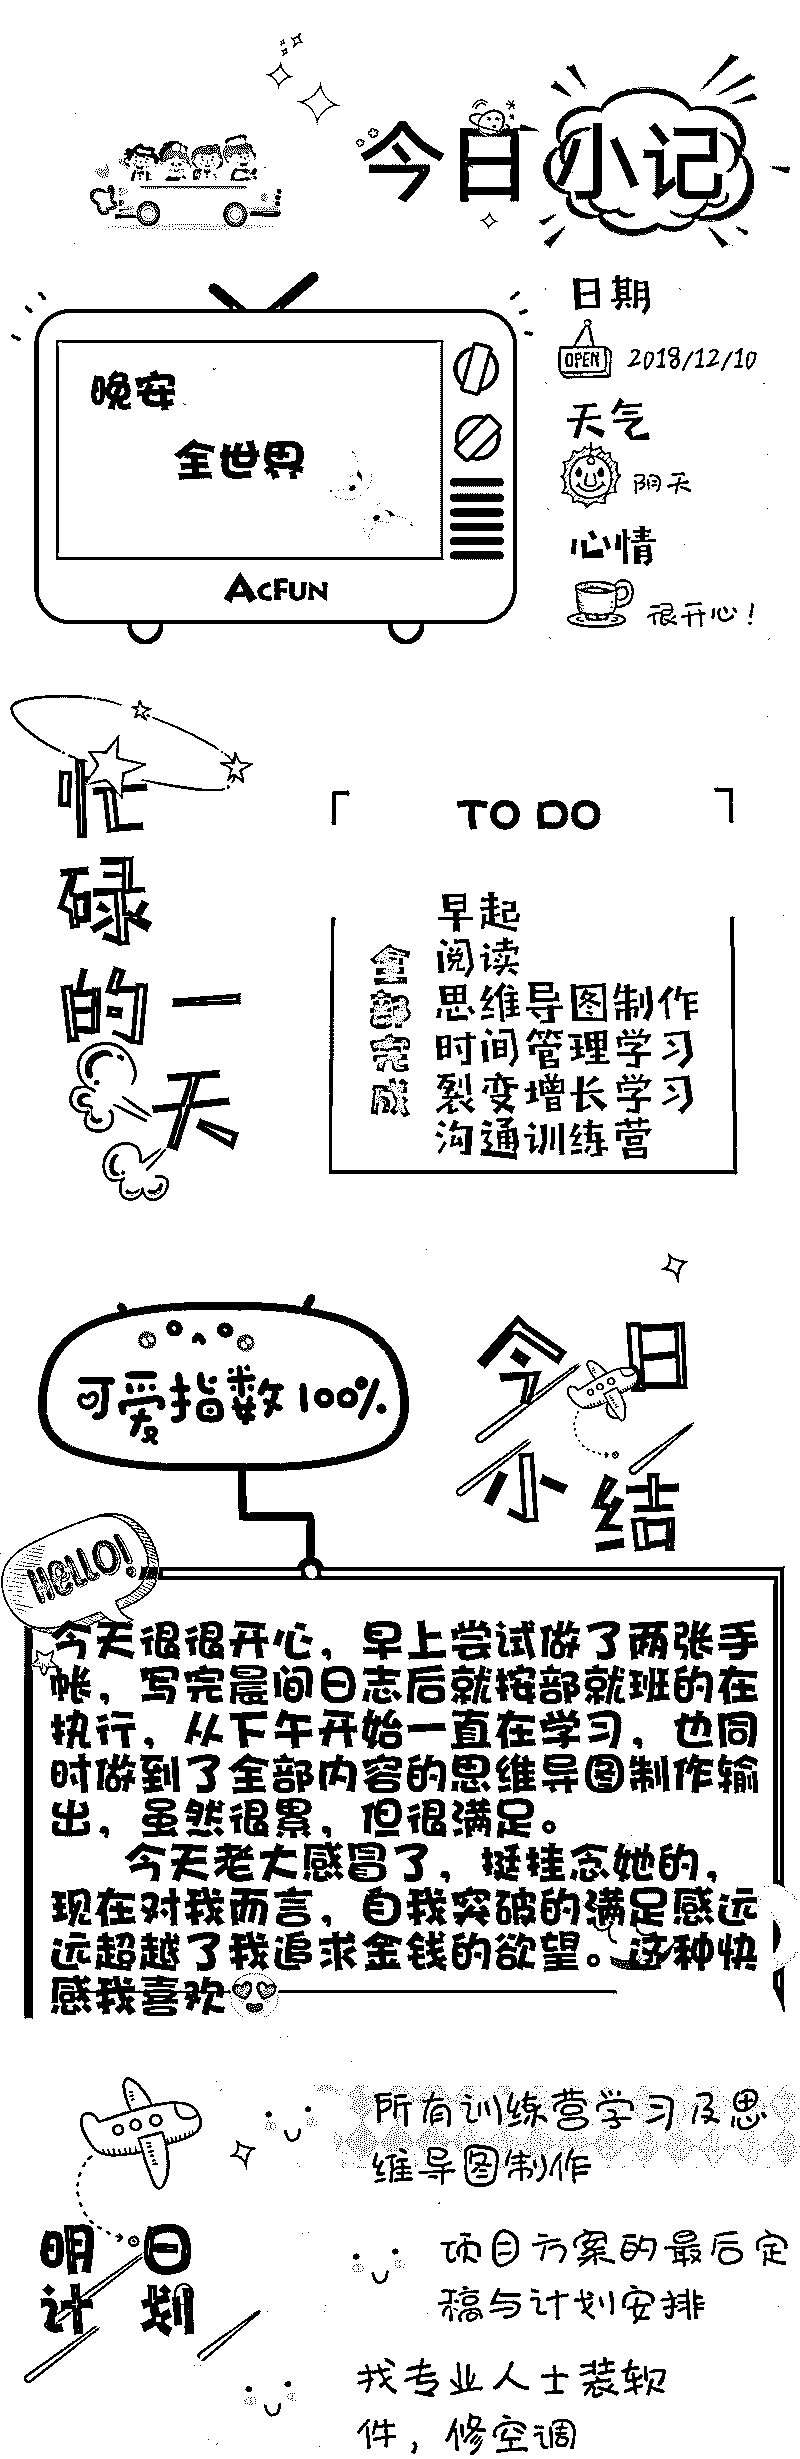 今日小记
晚安
全世界
ACFUN
日期
OPEN
2018/12/10
天气
阴天
心情
很开心！
忙碌的一天
TO DO
全部完成
早起
阅读
思维导图制作
时间管理学习
裂变增长学习
沟通训练营
可爱指数100%
今日
小结
HELLO!
今天很很开心，早上尝试做了两张手
帐，写完晨间日志后就按部就班的在
执行，从下午开始一直在学习，也同
时做到了全部内容的思维导图制作输
出，虽然很累，但很满足。
今天老大感冒了，挺挂念她的，
现在对我而言，自我突破的满足感远
远超越了我追求金钱的欲望。这种快
感我喜欢
明日
计划
所有训练营学习及思
维导图制作
项目方案的最后定
稿与计划安排
找专业人士装软
件，修空调